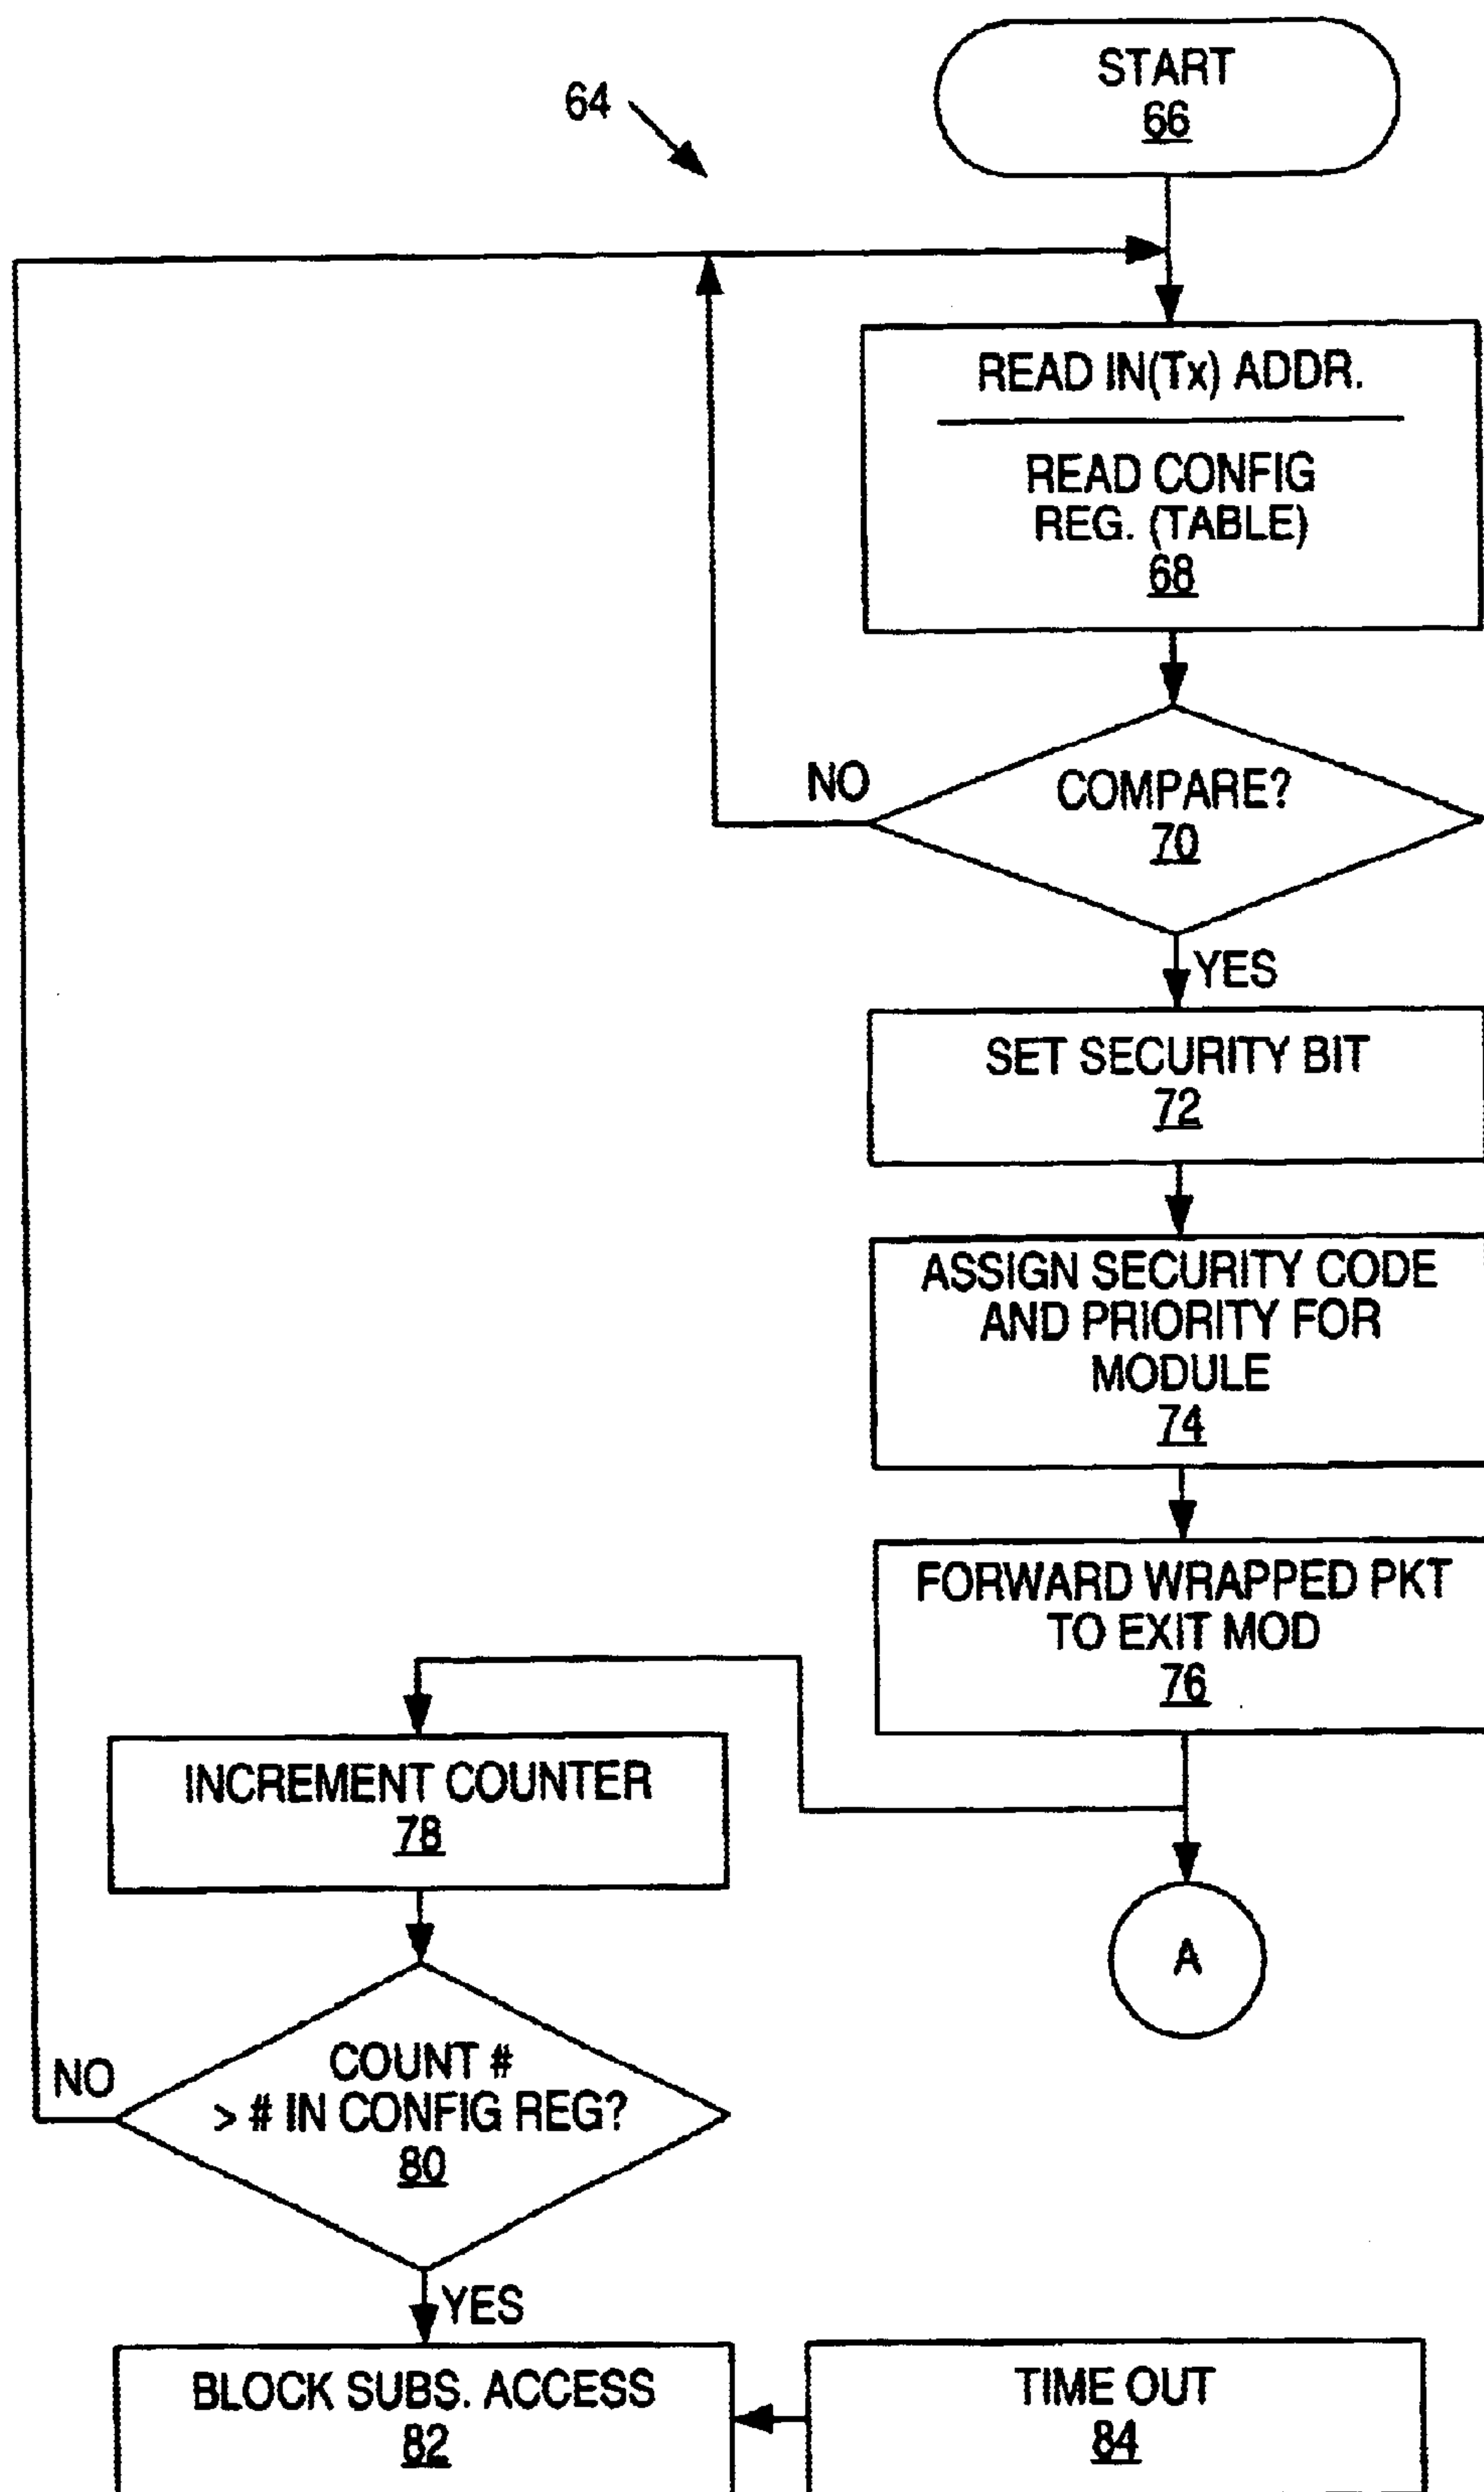 START
66
64
READ IN(Tx) ADDR.
READ CONFIG
REG. (TABLE)
68
NO
COMPARE?
70
YES
SET SECURITY BIT
72
ASSIGN SECURITY CODE
AND PRIORITY FOR
MODULE
74
FORWARD WRAPPED PKT
TO EXIT MOD
76
INCREMENT COUNTER
78
A
NO
COUNT #
> # IN CONFIG REG?
80
YES
BLOCK SUBS. ACCESS
82
TIME OUT
84